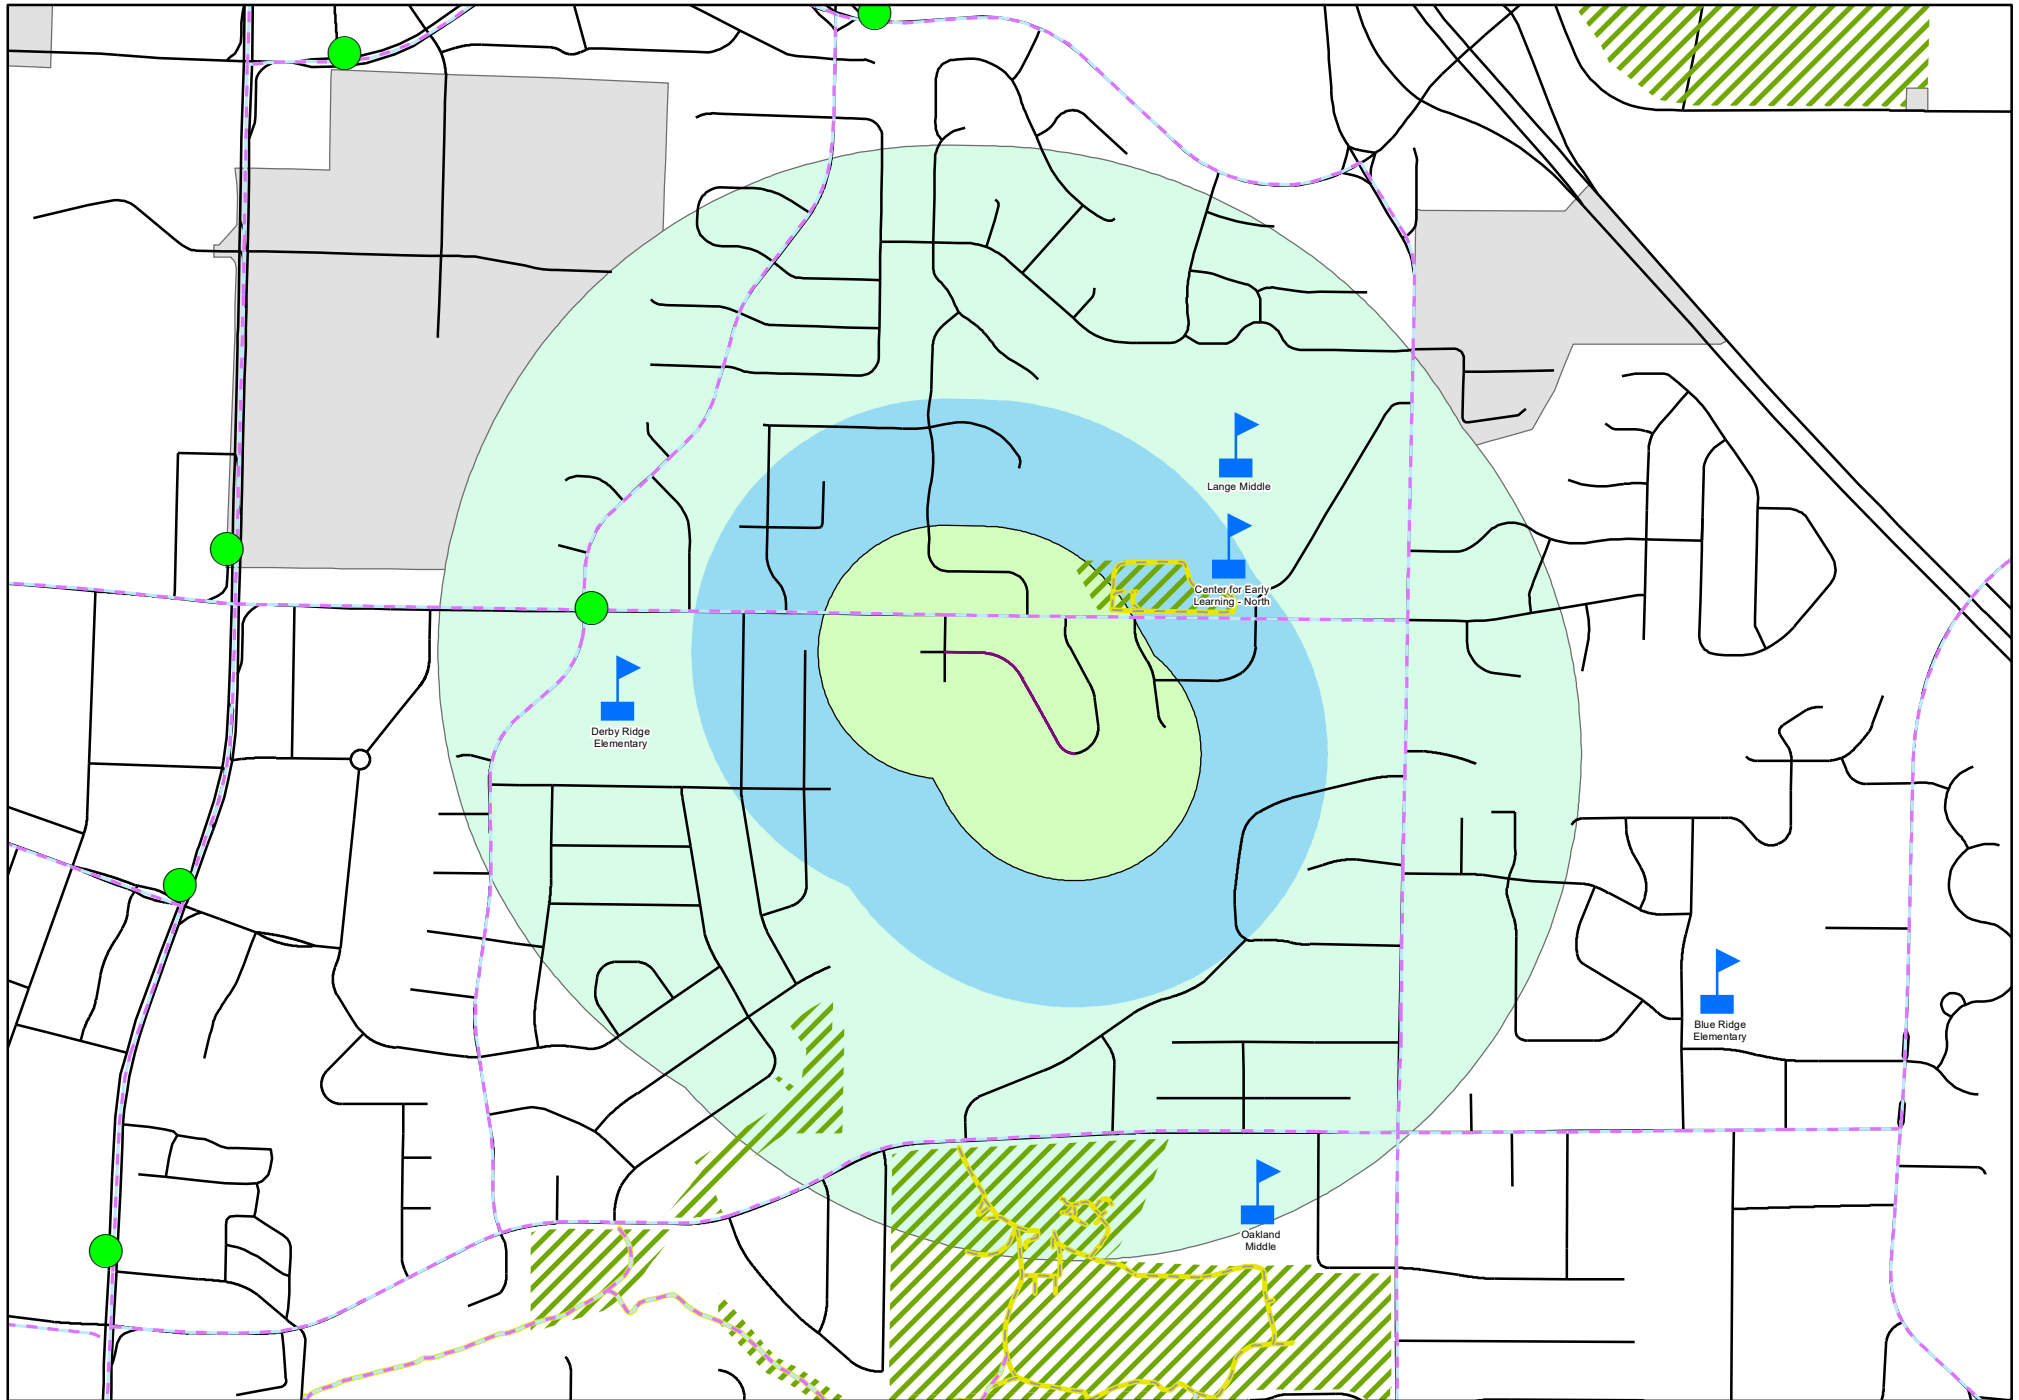 Lange Middle
Center for Early
Learning - North
Derby Ridge
Elementary
Blue Ridge
Elementary
Oakland
Middle